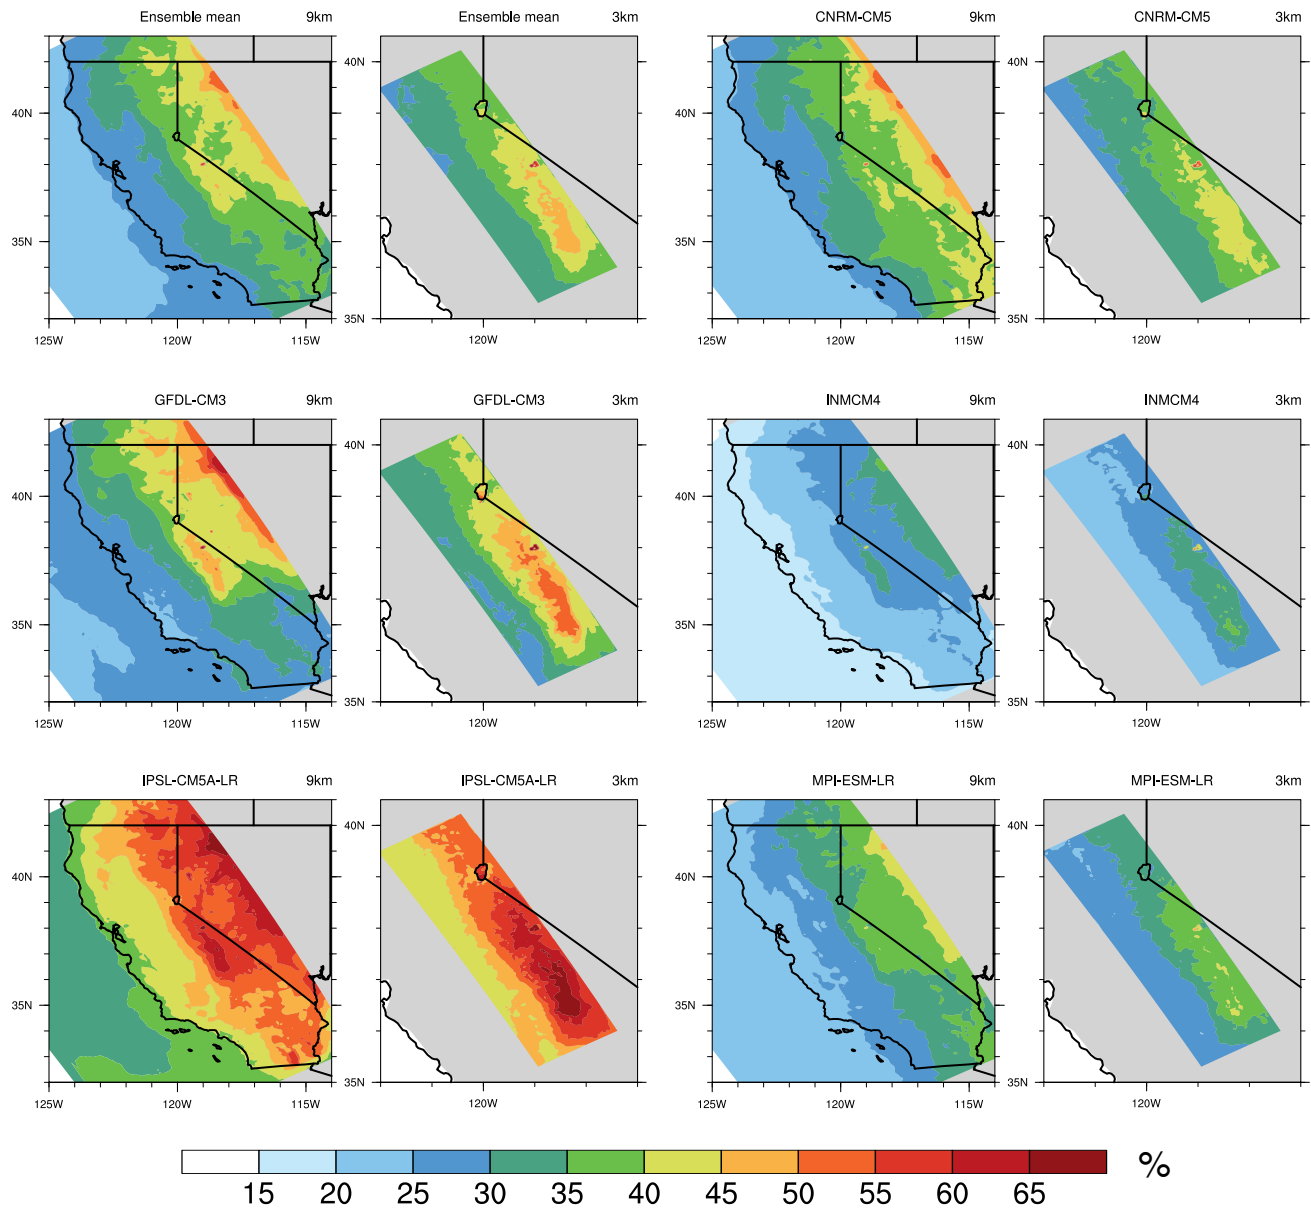 Ensemble mean 9km Ensemble mean 3km CNRM-CM5 9km CNRM-CM5 3km
40N 40N 40N 40N
35N 35N 35N 35N
125W 120W 115W 120W 125W 120W 115W 120W
GFDL-CM3 9km GFDL-CM3 3km INMCM4 9km INMCM4 3km
40N 40N 40N 40N
35N 35N 35N 35N
125W 120W 115W 120W 125W 120W 115W 120W
IPSL-CM5A-LR 9km IPSL-CM5A-LR 3km MPI-ESM-LR 9km MPI-ESM-LR 3km
40N 40N 40N 40N
35N 35N 35N 35N
125W 120W 115W 120W 125W 120W 115W 120W
%
15 20 25 30 35 40 45 50 55 60 65